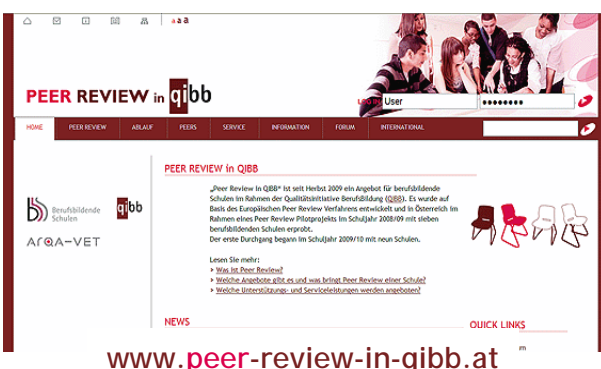 a a a
PEER REVIEW in qibb
LOG IN User ••••••••
HOME PEER REVIEW ABLAUF PEERS SERVICE INFORMATION FORUM INTERNATIONAL
PEER REVIEW in QIBB
„Peer Review in QIBB“ ist seit Herbst 2009 ein Angebot für berufsbildende
Schulen im Rahmen der Qualitätsinitiative Berufsbildung (QIBB). Es wurde auf
Basis des Europäischen Peer Review Verfahrens entwickelt und in Österreich im
Rahmen eines Peer Review Pilotprojekts im Schuljahr 2008/09 mit sieben
berufsbildenden Schulen erprobt.
Der erste Durchgang begann im Schuljahr 2009/10 mit neun Schulen.
Berufsbildende
Schulen
qibb
ARQA-VET
Lesen Sie mehr:
Was ist Peer Review?
Welche Angebote gibt es und was bringt Peer Review einer Schule?
Welche Unterstützungs- und Serviceleistungen werden angeboten?
NEWS
QUICK LINKS
www.peer-review-in-qibb.at